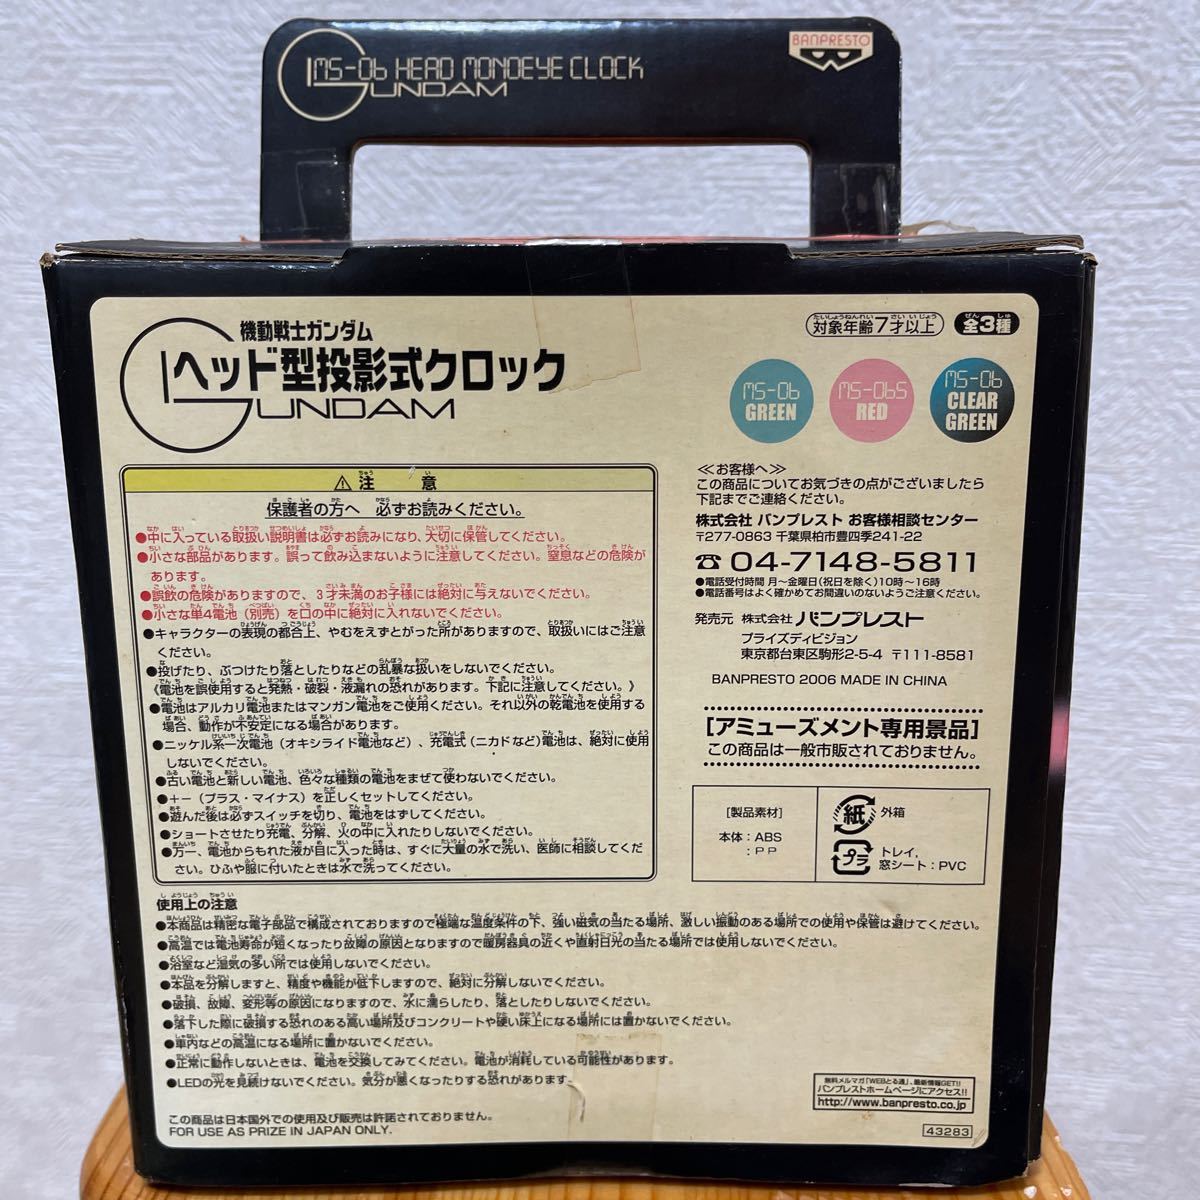 MS-06 HEAD MONOEYE CLOCK
GUNDAM
BANPRESTO
機動戦士ガンダム
ヘッド型投影式クロック
GUNDAM
対象年齢7才以上
全3種
MS-06
GREEN
MS-06S
RED
MS-06
CLEAR
GREEN
⚠注意
保護者の方へ 必ずお読みください。
●中に入っている取扱い説明書は必ずお読みになり、大切に保管してください。
●小さな部品があります。誤って飲み込まないように注意してください。窒息などの危険が
あります。
●誤飲の危険がありますので、3才未満のお子様には絶対に与えないでください。
●小さな単4電池(別売)を口の中に絶対に入れないでください。
●キャラクターの表現の都合上、やむをえずとがった所がありますので、取扱いにはご注意
ください。
●投げたり、ぶつけたり落としたりなどの乱暴な扱いをしないでください。
《電池を誤使用すると発熱・破裂・液漏れの恐れがあります。下記に注意してください。》
●電池はアルカリ電池またはマンガン電池をご使用ください。それ以外の乾電池を使用する
場合、動作が不安定になる場合があります。
●ニッケル系一次電池(オキシライド電池など)、充電式(ニカドなど)電池は、絶対に使用
しないでください。
●古い電池と新しい電池、色々な種類の電池をまぜて使わないでください。
●+-(プラス・マイナス)を正しくセットしてください。
●遊んだ後は必ずスイッチを切り、電池をはずしてください。
●ショートさせたり充電、分解、火の中に入れたりしないでください。
●万一、電池からもれた液が目に入った時は、すぐに大量の水で洗い、医師に相談してくだ
さい。ひふや服に付いたときは水で洗ってください。
≪お客様へ≫
この商品についてお気づきの点がございましたら
下記までご連絡ください。
株式会社 バンプレスト お客様相談センター
〒277-0863 千葉県柏市豊四季241-22
☎04-7148-5811
●電話受付時間 月～金曜日(祝日を除く)10時～16時
●電話番号はよく確かめてお間違いのないようご注意ください。
発売元 株式会社 バンプレスト
プライズディビジョン
東京都台東区駒形2-5-4 〒111-8581
BANPRESTO 2006 MADE IN CHINA
[アミューズメント専用景品]
この商品は一般市販されておりません。
[製品素材]
本体:ABS
:PP
紙
外箱
プラ
トレイ,
窓シート:PVC
使用上の注意
●本商品は精密な電子部品で構成されておりますので極端な温度条件の下、強い磁気の当たる場所、激しい振動のある場所での使用や保管は避けてください。
●高温では電池寿命が短くなったり故障の原因となりますので暖房器具の近くや直射日光の当たる場所では使用しないでください。
●浴室など湿気の多い所では使用しないでください。
●本品を分解しますと、精度や機能が低下しますので、絶対に分解しないでください。
●破損、故障、変形等の原因になりますので、水に濡らしたり、落としたりしないでください。
●落下した際に破損する恐れのある高い場所及びコンクリートや硬い床上になる場所には置かないでください。
●車内などの高温になる場所に置かないでください。
●正常に動作しないときは、電池を交換してみてください。電池が消耗している可能性があります。
●LEDの光を見続けないでください。気分が悪くなったりする恐れがあります。
この商品は日本国外での使用及び販売は許諾されておりません。
FOR USE AS PRIZE IN JAPAN ONLY.
無料メルマガ「WEBとる通」、最新情報GET!!
バンプレストホームページにアクセス!!
http://www.banpresto.co.jp
43283